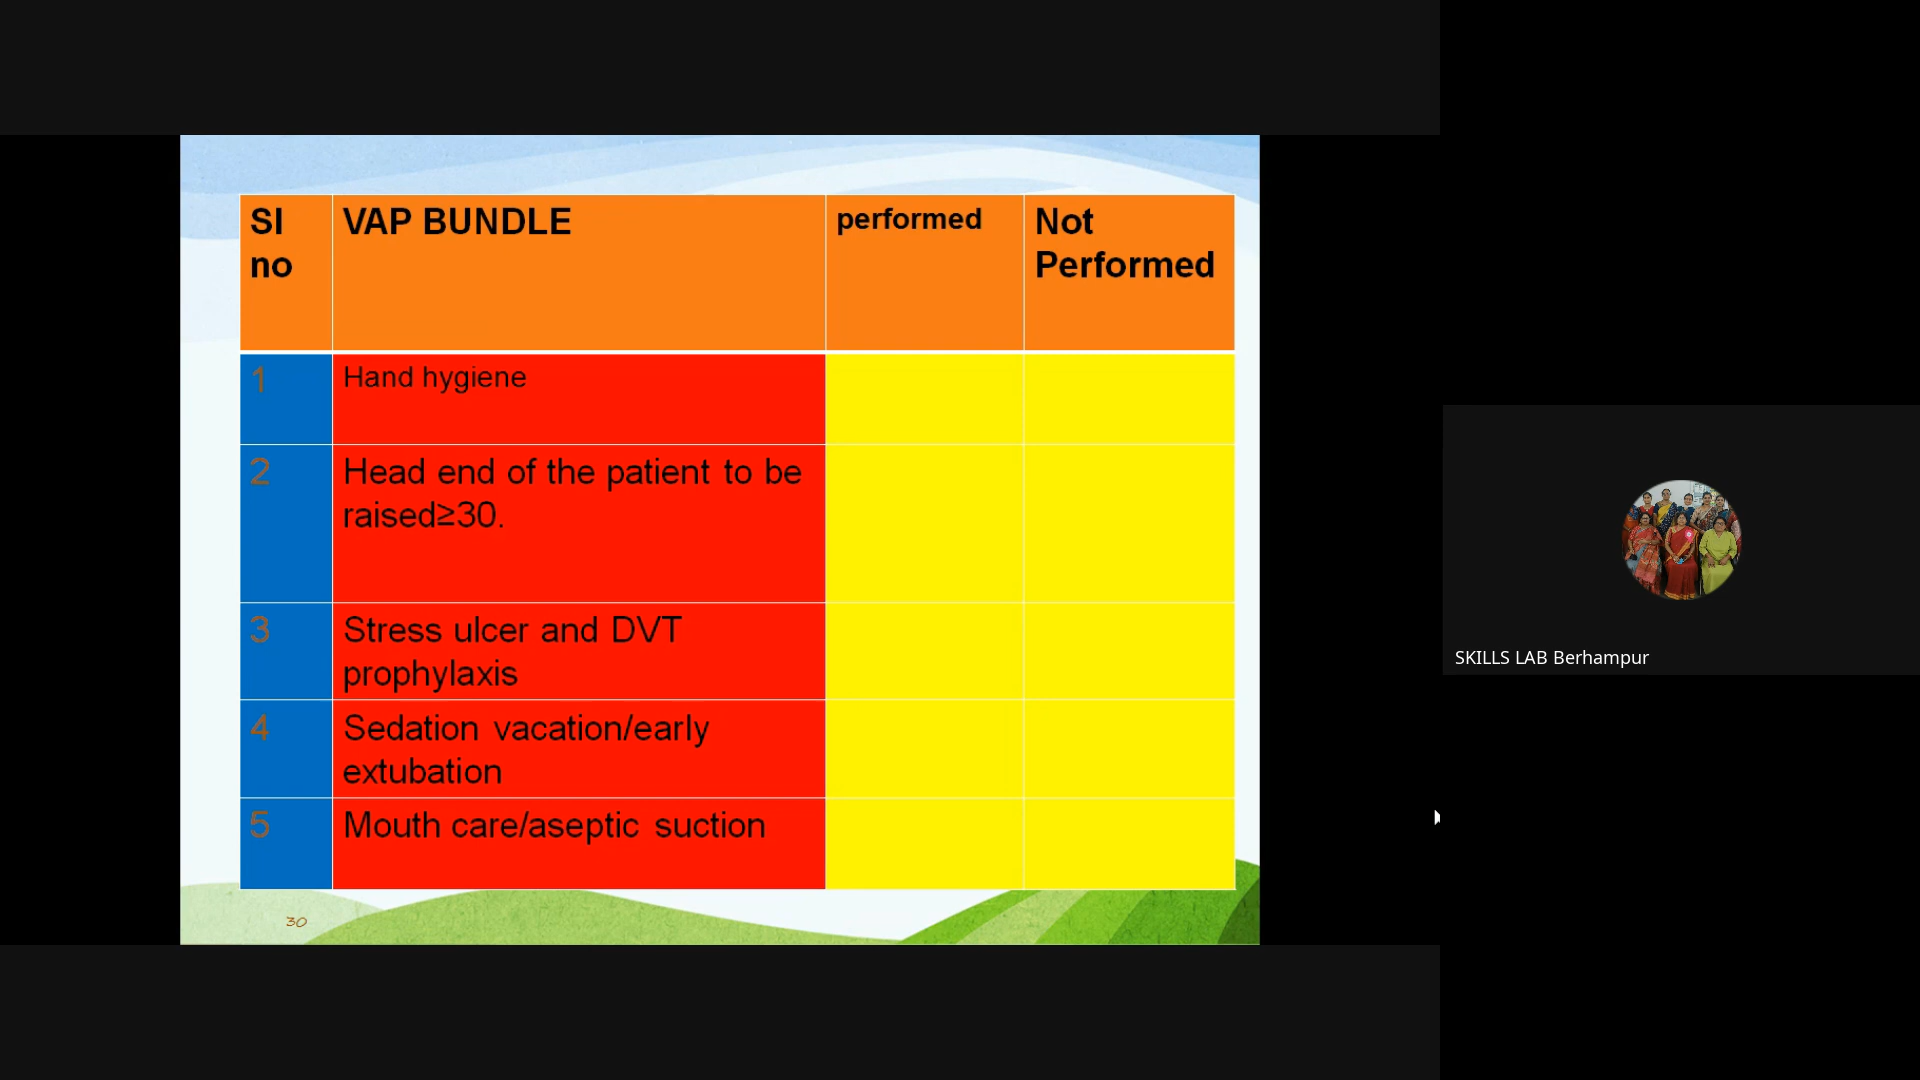 Sl
no
VAP BUNDLE
performed
Not
Performed
1
Hand hygiene
2
Head end of the patient to be
raised≥30.
3
Stress ulcer and DVT
prophylaxis
4
Sedation vacation/early
extubation
5
Mouth care/aseptic suction
30
SKILLS LAB Berhampur